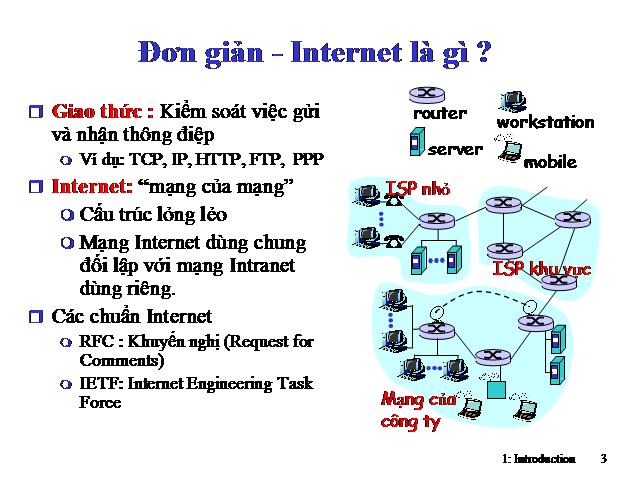 Đơn giản - Internet là gì ?
Giao thức : Kiểm soát việc gửi
và nhận thông điệp
Ví dụ: TCP, IP, HTTP, FTP, PPP
Internet: “mạng của mạng”
Cấu trúc lỏng lẻo
Mạng Internet dùng chung
đối lập với mạng Intranet
dùng riêng.
Các chuẩn Internet
RFC : Khuyến nghị (Request for
Comments)
IETF: Internet Engineering Task
Force
router
workstation
server
mobile
ISP nhỏ
ISP khu vực
Mạng của
công ty
1: Introduction 3